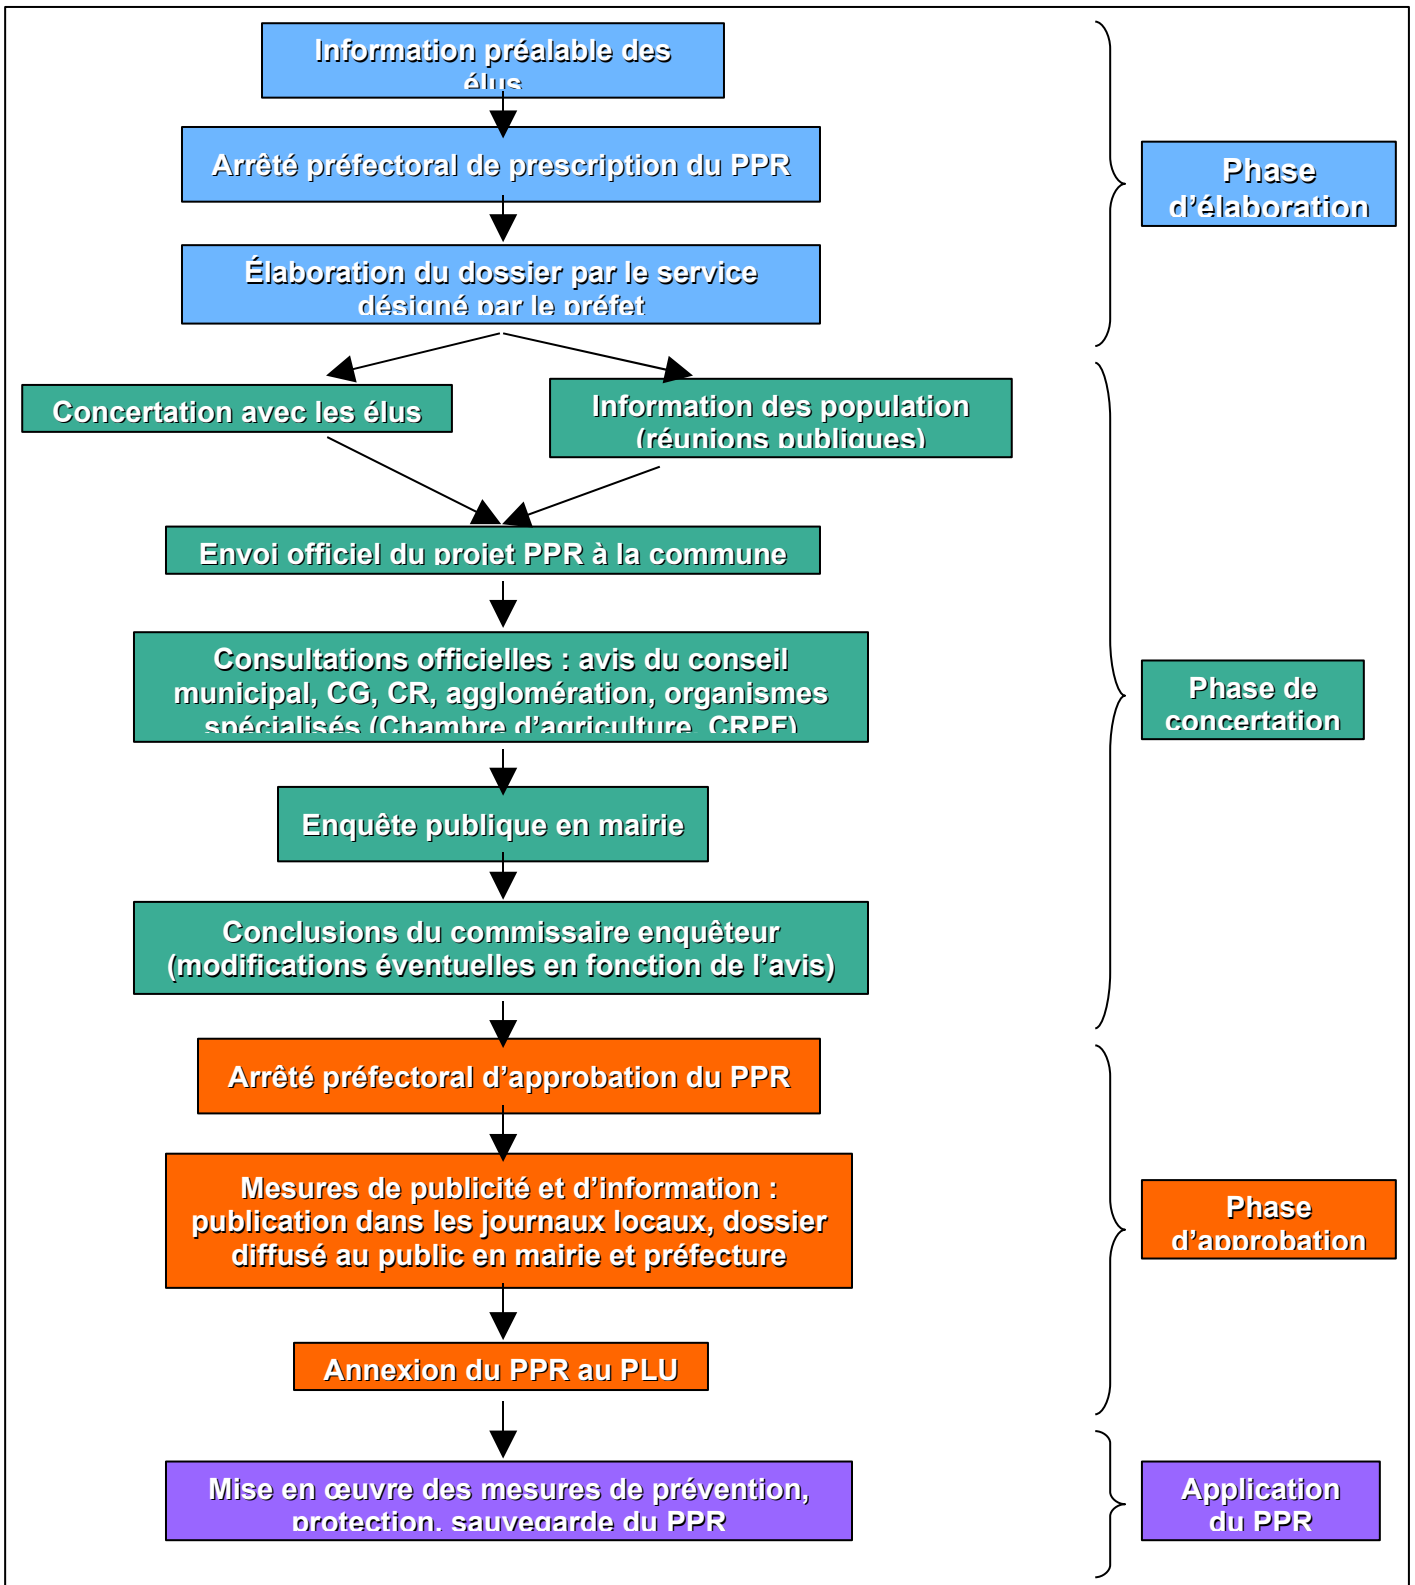 Information préalable des
élus
Arrêté préfectoral de prescription du PPR
Élaboration du dossier par le service
désigné par le préfet
Phase
d’élaboration
Concertation avec les élus
Information des population
(réunions publiques)
Envoi officiel du projet PPR à la commune
Consultations officielles : avis du conseil
municipal, CG, CR, agglomération, organismes
spécialisés (Chambre d’agriculture, CRPF)
Enquête publique en mairie
Conclusions du commissaire enquêteur
(modifications éventuelles en fonction de l’avis)
Phase de
concertation
Arrêté préfectoral d’approbation du PPR
Mesures de publicité et d’information :
publication dans les journaux locaux, dossier
diffusé au public en mairie et préfecture
Annexion du PPR au PLU
Phase
d’approbation
Mise en œuvre des mesures de prévention,
protection, sauvegarde du PPR
Application
du PPR